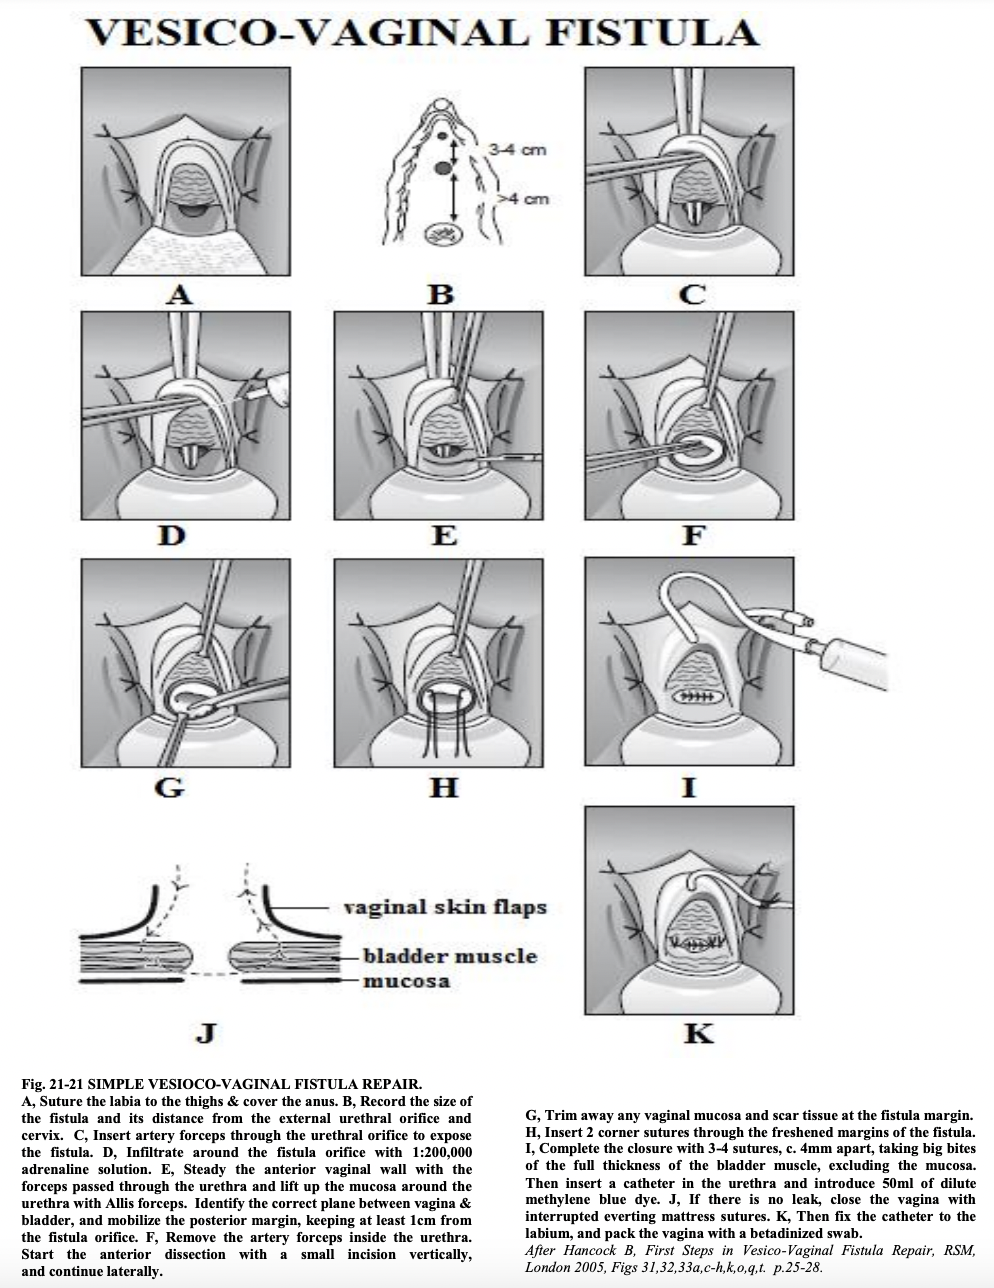 VESICO-VAGINAL FISTULA
3-4 cm
>4 cm
A
B
C
D
E
F
G
H
I
vaginal skin flaps
bladder muscle
mucosa
J
K
Fig. 21-21 SIMPLE VESIOCO-VAGINAL FISTULA REPAIR.
A, Suture the labia to the thighs & cover the anus. B, Record the size of
the fistula and its distance from the external urethral orifice and
cervix. C, Insert artery forceps through the urethral orifice to expose
the fistula. D, Infiltrate around the fistula orifice with 1:200,000
adrenaline solution. E, Steady the anterior vaginal wall with the
forceps passed through the urethra and lift up the mucosa around the
urethra with Allis forceps. Identify the correct plane between vagina &
bladder, and mobilize the posterior margin, keeping at least 1cm from
the fistula orifice. F, Remove the artery forceps inside the urethra.
Start the anterior dissection with a small incision vertically,
and continue laterally.
G, Trim away any vaginal mucosa and scar tissue at the fistula margin.
H, Insert 2 corner sutures through the freshened margins of the fistula.
I, Complete the closure with 3-4 sutures, c. 4mm apart, taking big bites
of the full thickness of the bladder muscle, excluding the mucosa.
Then insert a catheter in the urethra and introduce 50ml of dilute
methylene blue dye. J, If there is no leak, close the vagina with
interrupted everting mattress sutures. K, Then fix the catheter to the
labium, and pack the vagina with a betadinized swab.
After Hancock B, First Steps in Vesico-Vaginal Fistula Repair, RSM,
London 2005, Figs 31,32,33a,c-h,k,o,q,t. p.25-28.